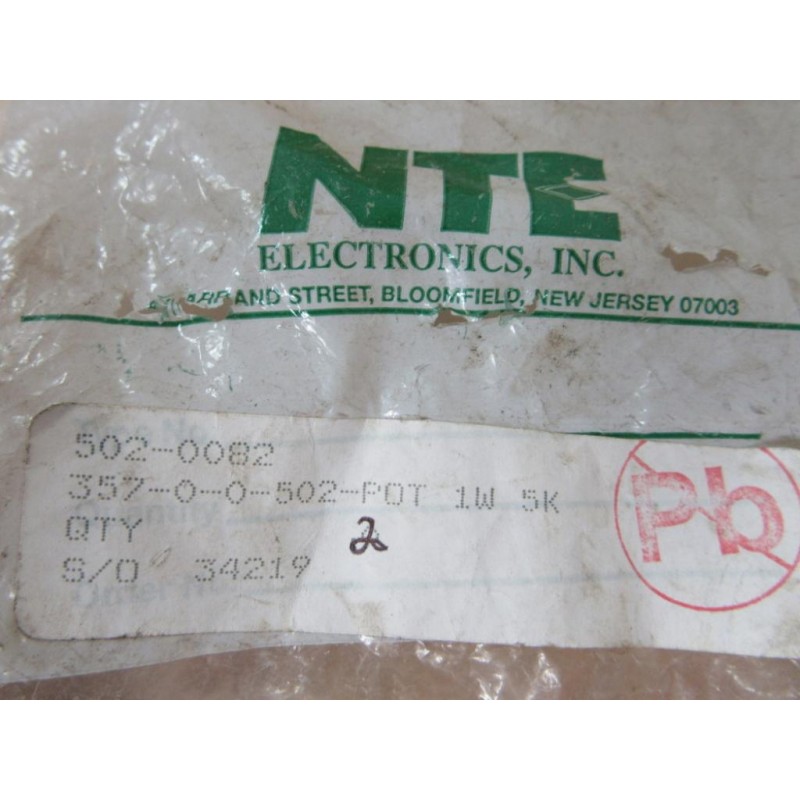 NTE
ELECTRONICS, INC.
STREET, BLOOMFIELD, NEW JERSEY 07003
502-0082
357-0-0-502-POT 1W 5K
QTY 2
S/O 34219
Pb